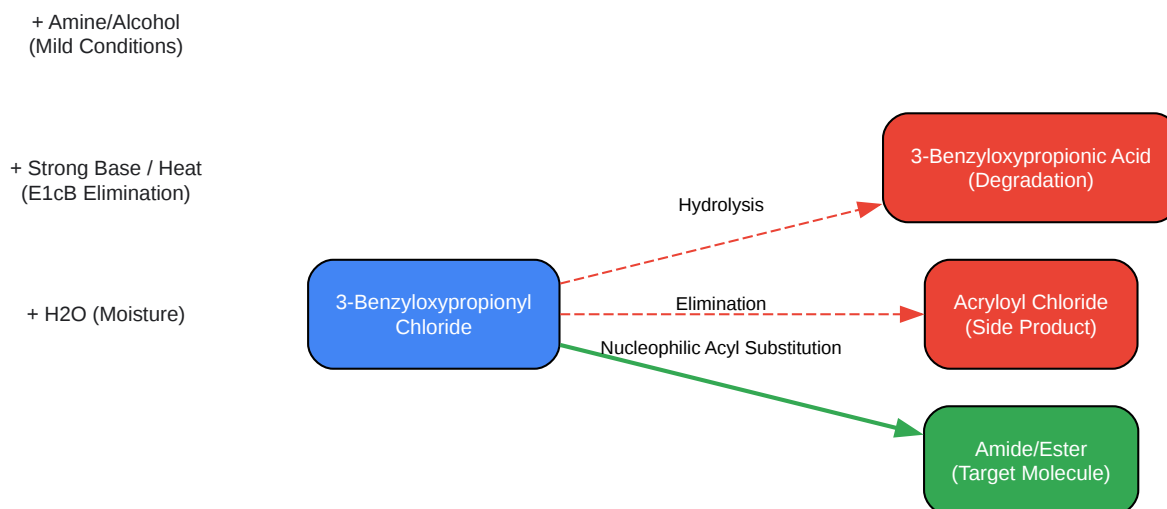 + Amine/Alcohol
(Mild Conditions)
+ Strong Base / Heat
(E1cB Elimination)
+ H2O (Moisture)
3-Benzyloxypropionyl
Chloride
Hydrolysis
Elimination
Nucleophilic Acyl Substitution
3-Benzyloxypropionic Acid
(Degradation)
Acryloyl Chloride
(Side Product)
Amide/Ester
(Target Molecule)